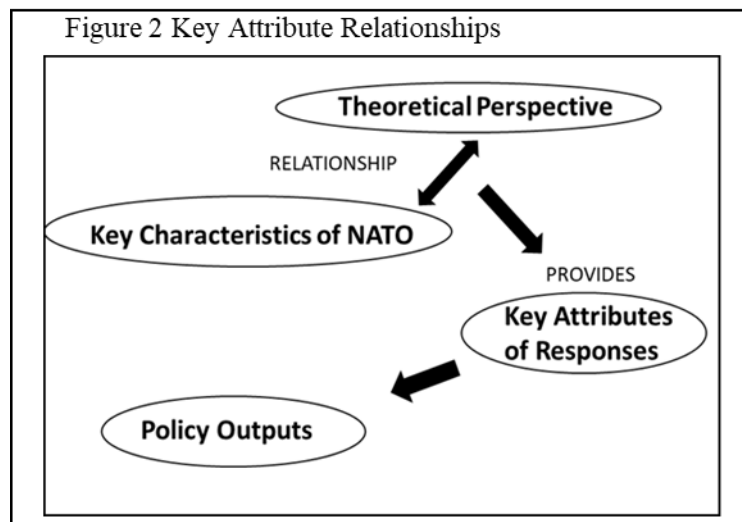 Figure 2 Key Attribute Relationships
Theoretical Perspective
RELATIONSHIP
Key Characteristics of NATO
PROVIDES
Key Attributes
of Responses
Policy Outputs